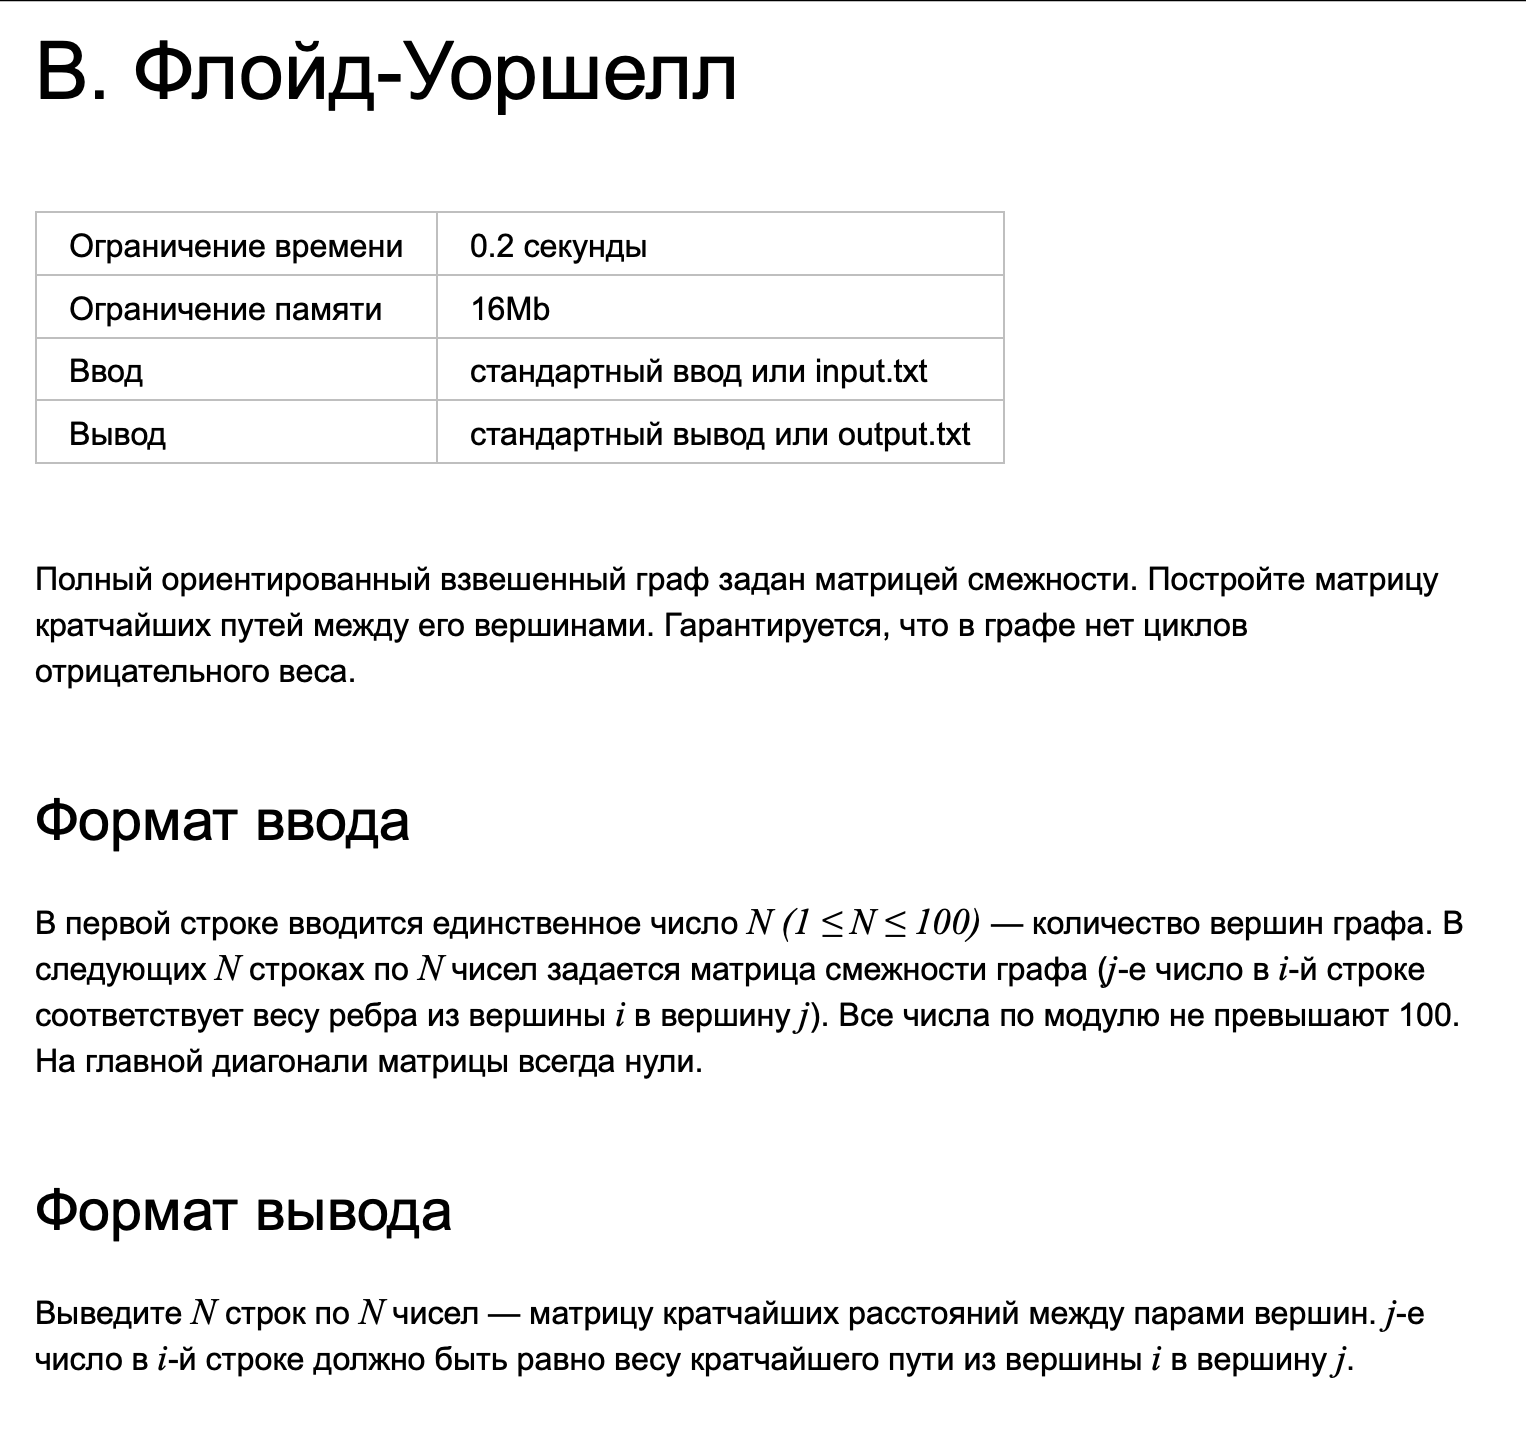 В. Флойд-Уоршелл
Ограничение времени 0.2 секунды
Ограничение памяти 16Mb
Ввод стандартный ввод или input.txt
Вывод стандартный вывод или output.txt
Полный ориентированный взвешенный граф задан матрицей смежности. Постройте матрицу
кратчайших путей между его вершинами. Гарантируется, что в графе нет циклов
отрицательного веса.
Формат ввода
В первой строке вводится единственное число N (1 ≤ N ≤ 100) — количество вершин графа. В
следующих N строках по N чисел задается матрица смежности графа (j-е число в i-й строке
соответствует весу ребра из вершины i в вершину j). Все числа по модулю не превышают 100.
На главной диагонали матрицы всегда нули.
Формат вывода
Выведите N строк по N чисел — матрицу кратчайших расстояний между парами вершин. j-е
число в i-й строке должно быть равно весу кратчайшего пути из вершины i в вершину j.